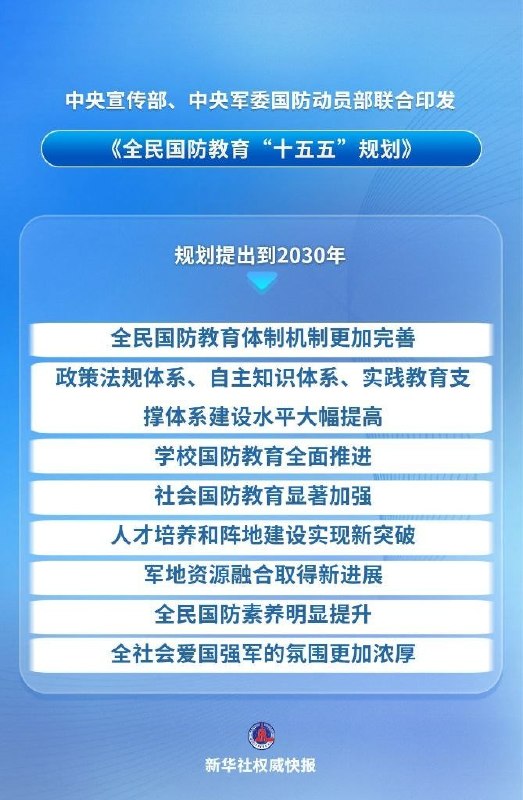 中央宣传部、中央军委国防动员部联合印发
《全民国防教育“十五五”规划》
规划提出到2030年
全民国防教育体制机制更加完善
政策法规体系、自主知识体系、实践教育支
撑体系建设水平大幅提高
学校国防教育全面推进
社会国防教育显著加强
人才培养和阵地建设实现新突破
军地资源融合取得新进展
全民国防素养明显提升
全社会爱国强军的氛围更加浓厚
新华社权威快报